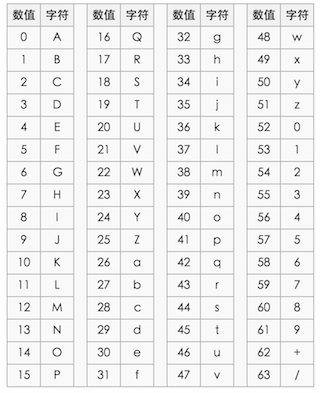 数值 字符 数值 字符 数值 字符 数值 字符
0 A 16 Q 32 g 48 w
1 B 17 R 33 h 49 x
2 C 18 S 34 i 50 y
3 D 19 T 35 j 51 z
4 E 20 U 36 k 52 0
5 F 21 V 37 l 53 1
6 G 22 W 38 m 54 2
7 H 23 X 39 n 55 3
8 I 24 Y 40 o 56 4
9 J 25 Z 41 p 57 5
10 K 26 a 42 q 58 6
11 L 27 b 43 r 59 7
12 M 28 c 44 s 60 8
13 N 29 d 45 t 61 9
14 O 30 e 46 u 62 +
15 P 31 f 47 v 63 /